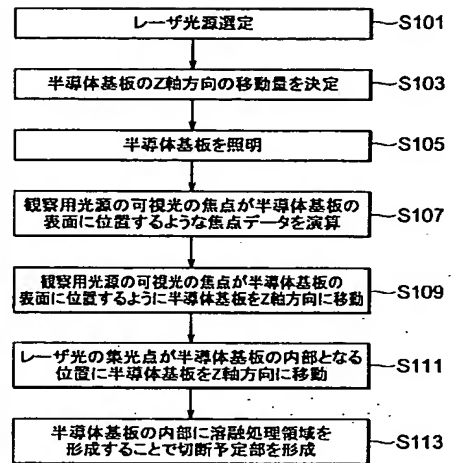 レーザ光源選定
S101
半導体基板のZ軸方向の移動量を決定
S103
半導体基板を照明
S105
観察用光源の可視光の焦点が半導体基板の
表面に位置するような焦点データを演算
S107
観察用光源の可視光の焦点が半導体基板の
表面に位置するように半導体基板をZ軸方向に移動
S109
レーザ光の集光点が半導体基板の内部となる
位置に半導体基板をZ軸方向に移動
S111
半導体基板の内部に溶融処理領域を
形成することで切断予定部を形成
S113